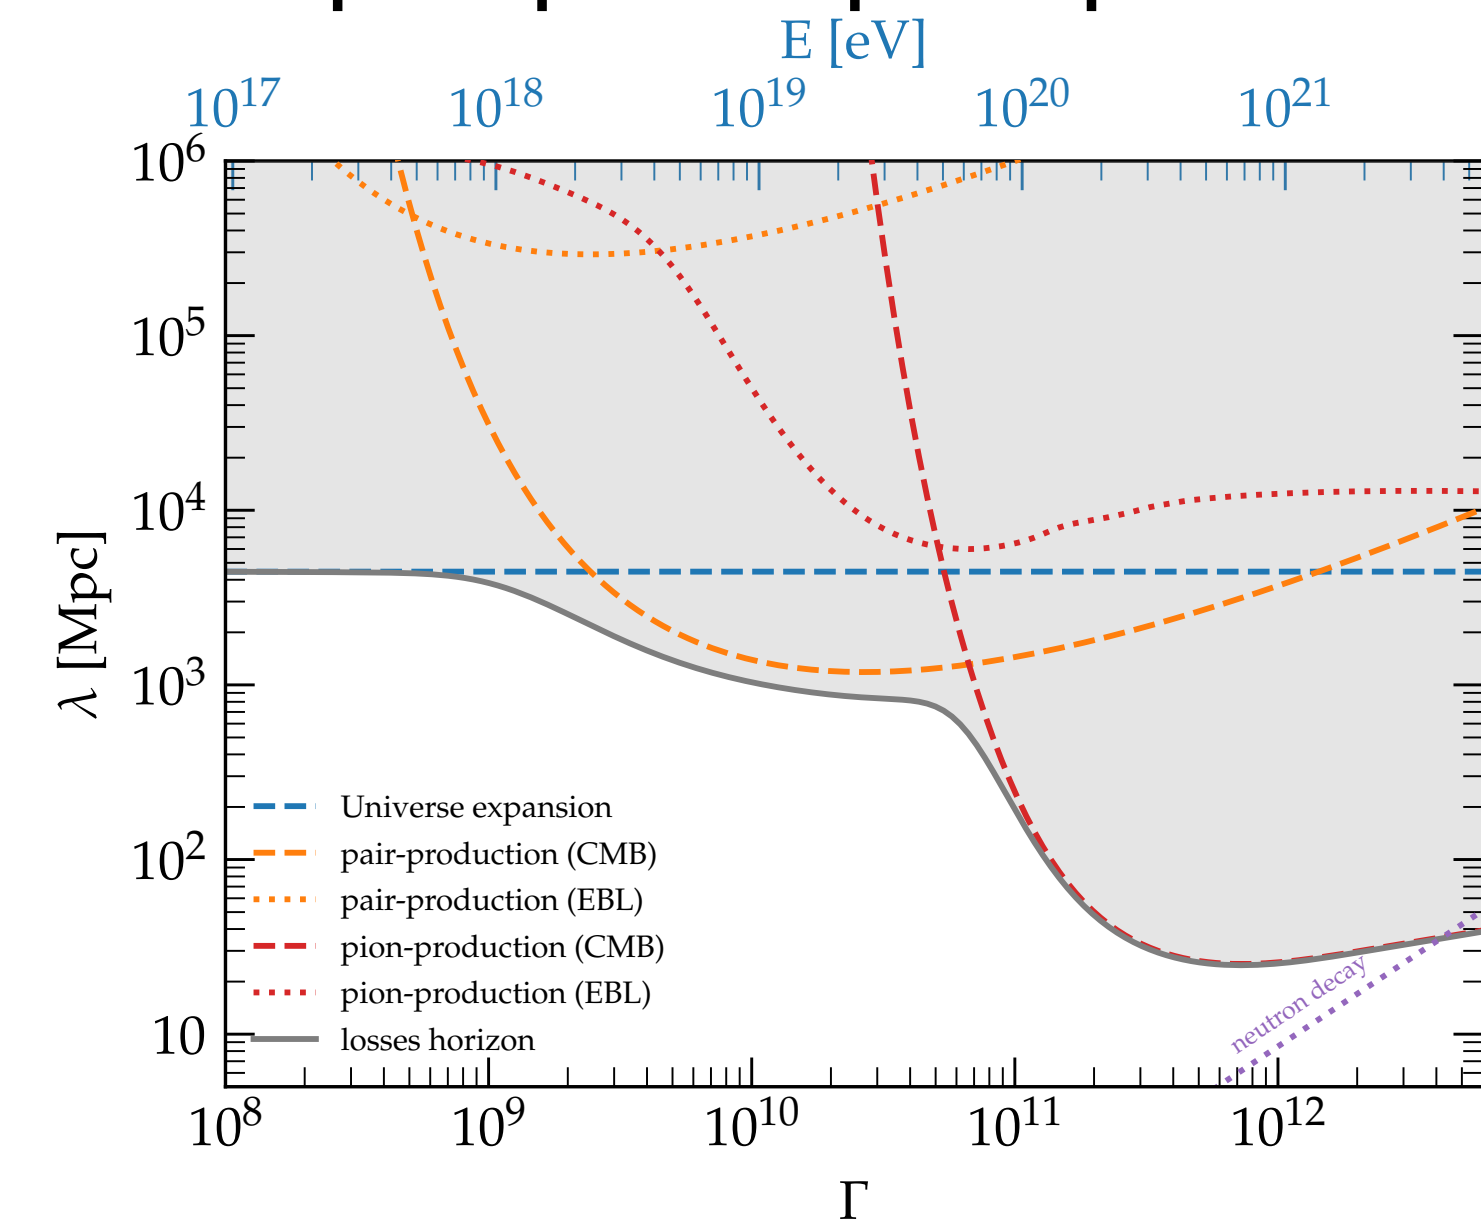 E [eV]
10^17 10^18 10^19 10^20 10^21
10^6
10^5
10^4
10^3
10^2
10
λ [Mpc]
Universe expansion
pair-production (CMB)
pair-production (EBL)
pion-production (CMB)
pion-production (EBL)
losses horizon
neutron decay
10^8 10^9 10^10 10^11 10^12
Γ